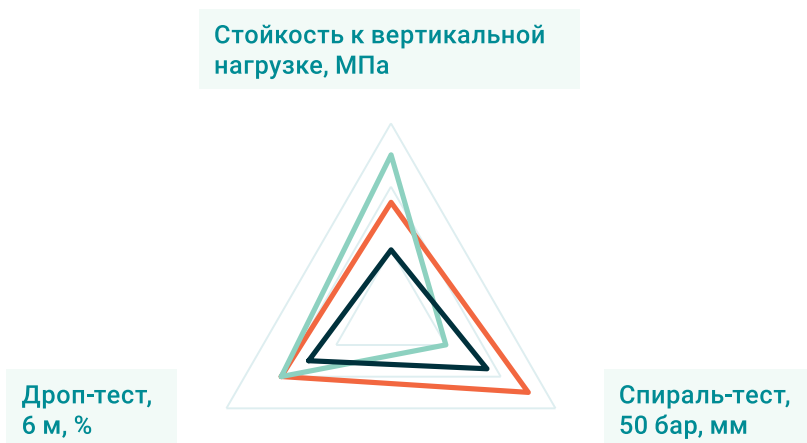 Стойкость к вертикальной
нагрузке, МПа
Дроп-тест,
6 м, %
Спираль-тест,
50 бар, мм